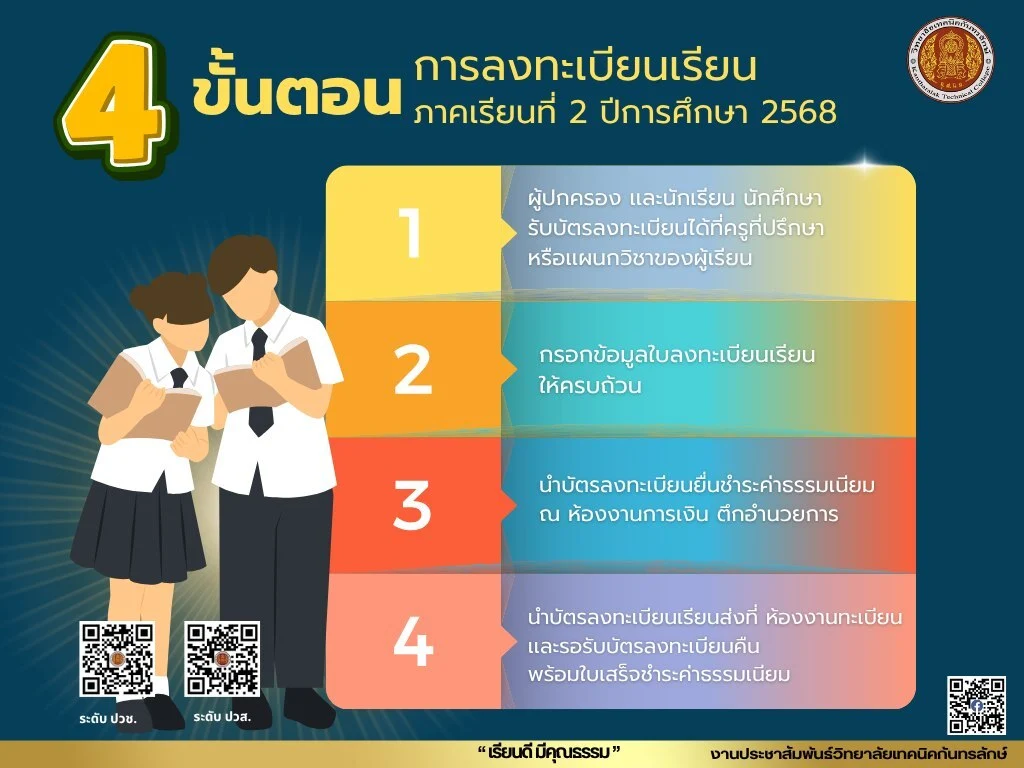 4
ขั้นตอน
การลงทะเบียนเรียน
ภาคเรียนที่ 2 ปีการศึกษา 2568
วิทยาลัยเทคนิคกันทรลักษ์
Kantharalak Technical College
1
ผู้ปกครอง และนักเรียน นักศึกษา
รับบัตรลงทะเบียนได้ที่ครูที่ปรึกษา
หรือแผนกวิชาของผู้เรียน
2
กรอกข้อมูลใบลงทะเบียนเรียน
ให้ครบถ้วน
3
นำบัตรลงทะเบียนยื่นชำระค่าธรรมเนียม
ณ ห้องงานการเงิน ตึกอำนวยการ
4
นำบัตรลงทะเบียนเรียนส่งที่ ห้องงานทะเบียน
และรอรับบัตรลงทะเบียนคืน
พร้อมใบเสร็จชำระค่าธรรมเนียม
ระดับ ปวช.
ระดับ ปวส.
“ เรียนดี มีคุณธรรม ”
งานประชาสัมพันธ์วิทยาลัยเทคนิคกันทรลักษ์